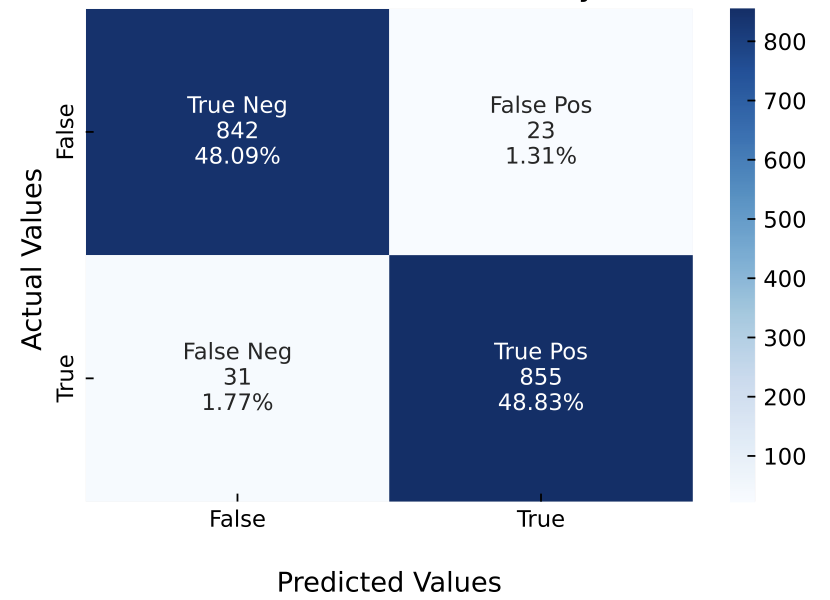 True Neg
842
48.09%
False Pos
23
1.31%
False Neg
31
1.77%
True Pos
855
48.83%
False
True
Actual Values
False
True
Predicted Values
800
700
600
500
400
300
200
100